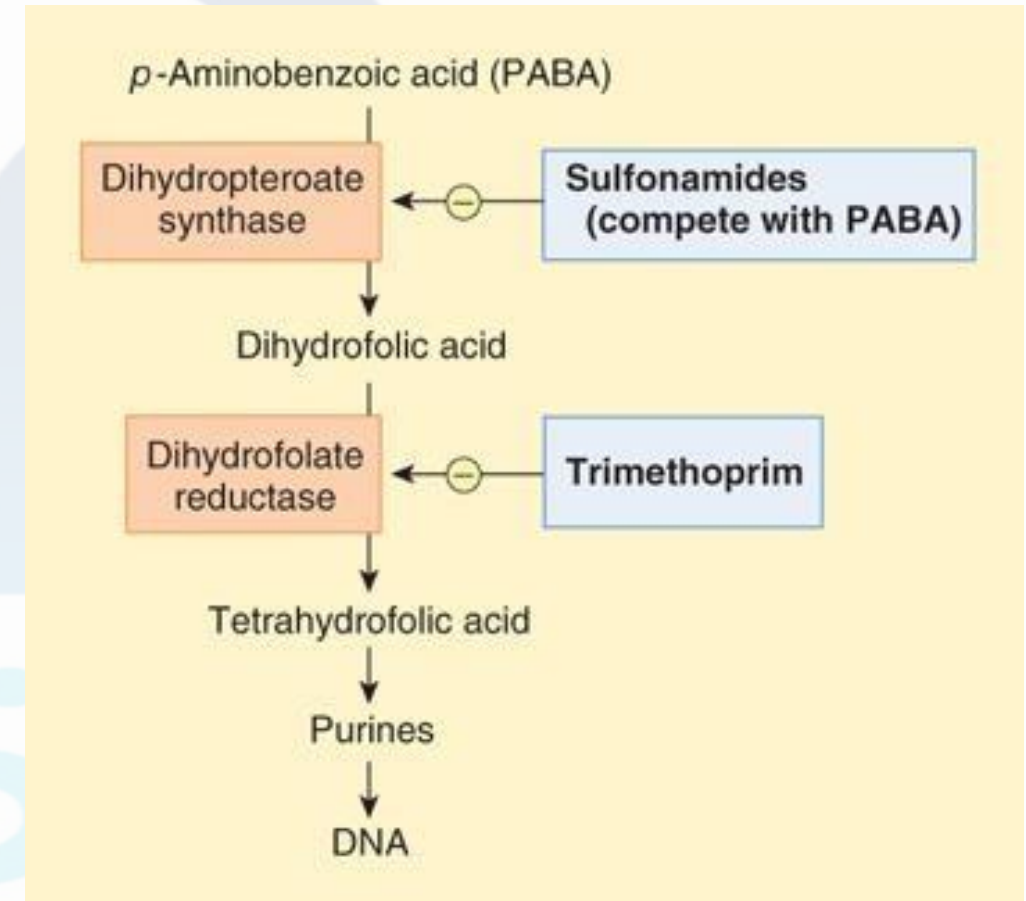 p-Aminobenzoic acid (PABA)
Dihydropteroate
synthase
Sulfonamides
(compete with PABA)
Dihydrofolic acid
Dihydrofolate
reductase
Trimethoprim
Tetrahydrofolic acid
Purines
DNA